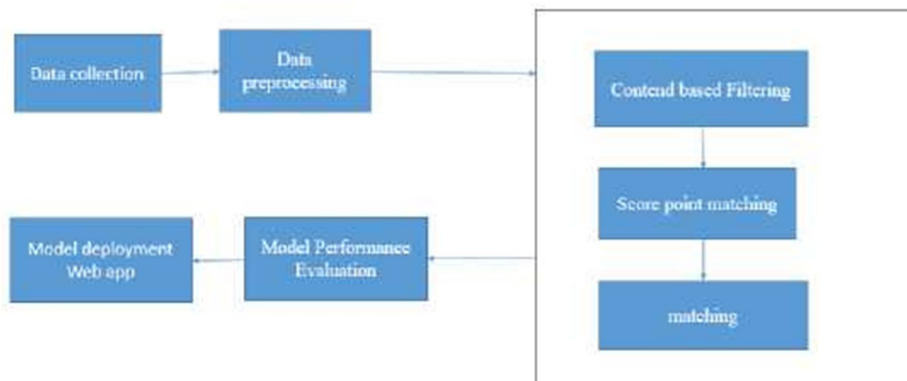 Data collection
Data
preprocessing
Contend based Filtering
Score point matching
matching
Model Performance
Evaluation
Model deployment
Web app